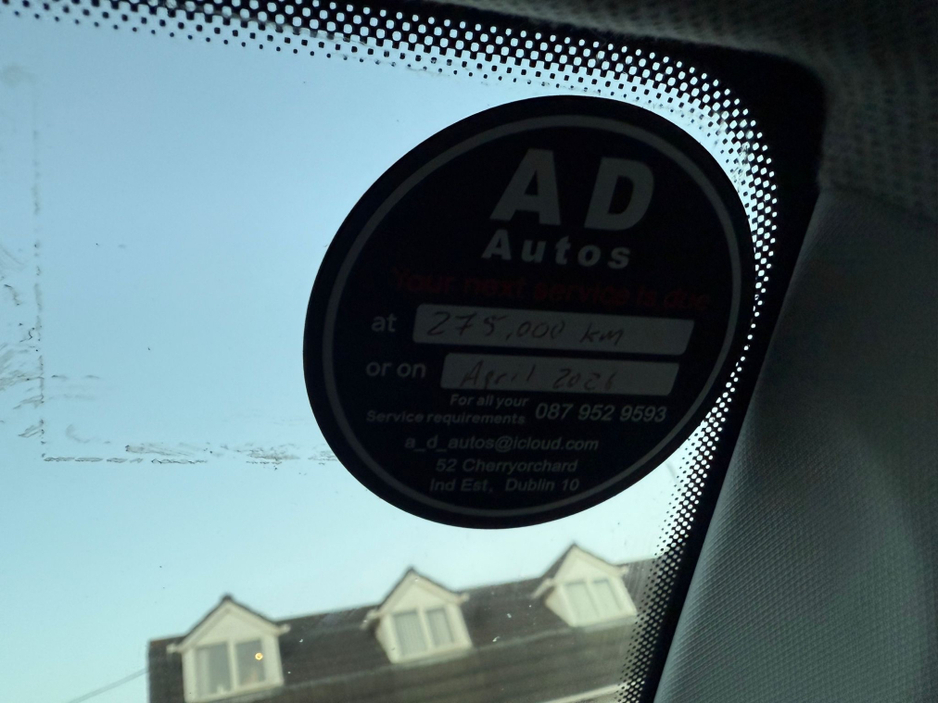 A D
Autos
Your next service is due
at 275,000 km
or on April 2026
For all your
Service requirements 087 952 9593
a_d_autos@icloud.com
52 Cherryorchard
Ind Est, Dublin 10